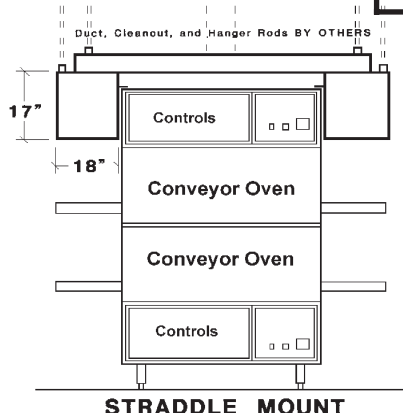 Duct, Cleanout, and Hanger Rods BY OTHERS
17"
Controls
18"
Conveyor Oven
Conveyor Oven
Controls
STRADDLE MOUNT